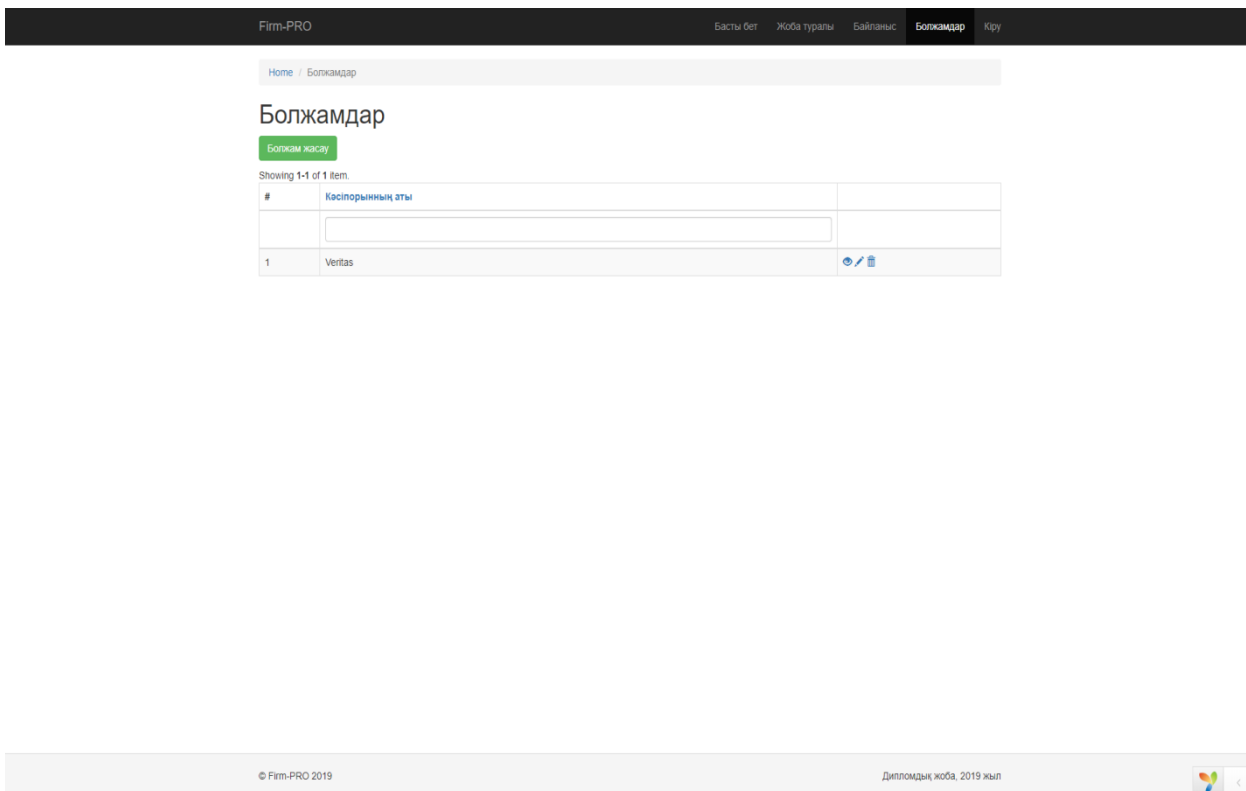 Firm-PRO Басты бет Жоба туралы Байланыс Болжамдар Кіру
Home / Болжамдар
Болжамдар
Болжам жасау
Showing 1-1 of 1 item.
# Кәсіпорынның аты
1 Veritas
© Firm-PRO 2019 Дипломдық жоба, 2019 жыл